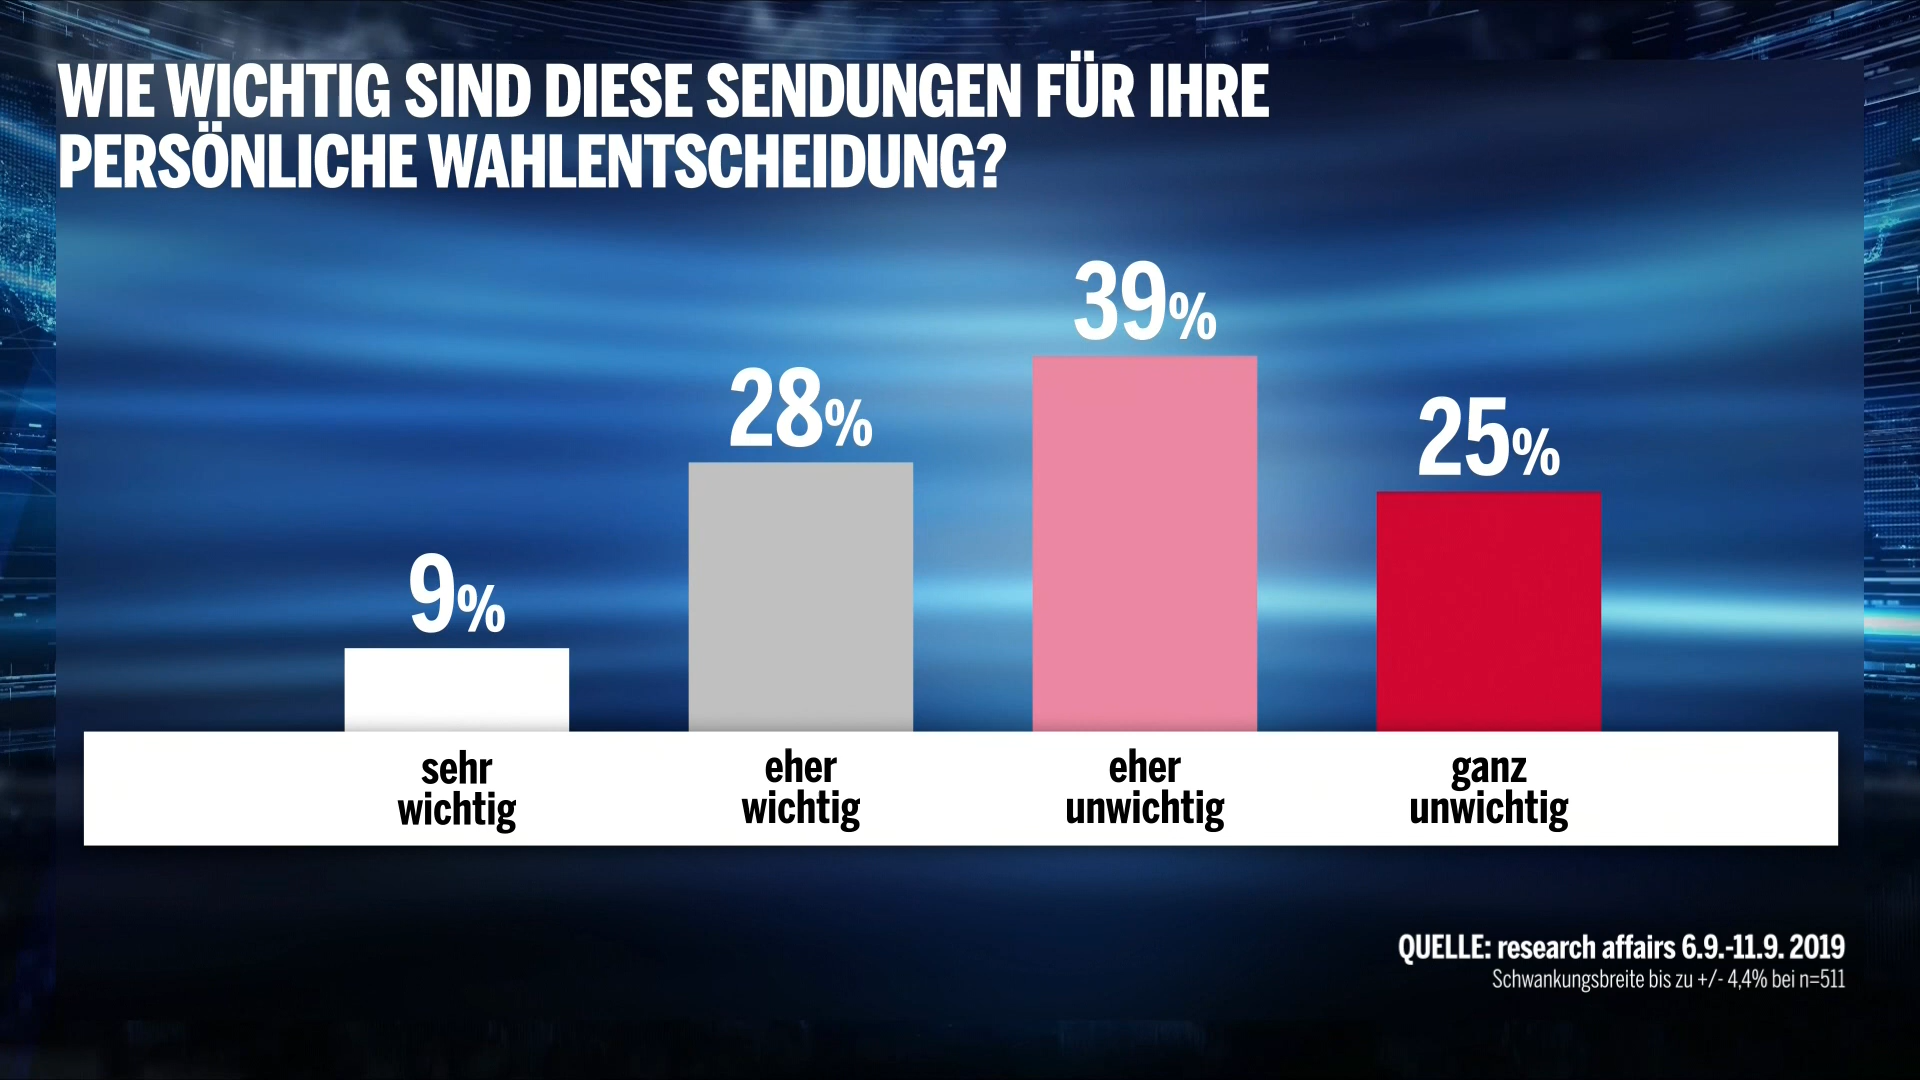 WIE WICHTIG SIND DIESE SENDUNGEN FÜR IHRE
PERSÖNLICHE WAHLENTSCHEIDUNG?
9%
28%
39%
25%
sehr
wichtig
eher
wichtig
eher
unwichtig
ganz
unwichtig
QUELLE: research affairs 6.9.-11.9. 2019
Schwankungsbreite bis zu +/- 4,4% bei n=511